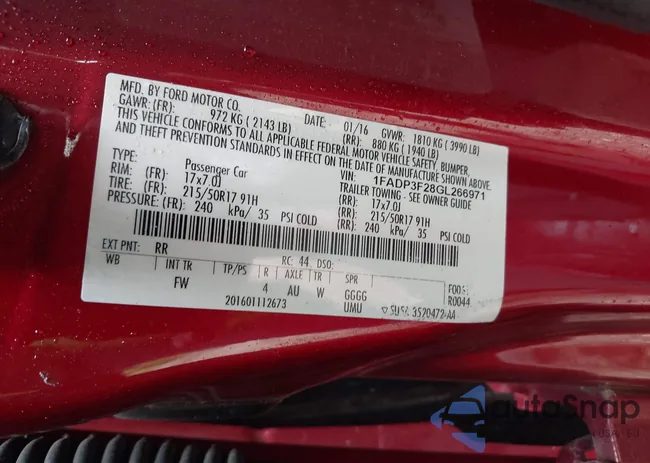 MFD. BY FORD MOTOR CO.
DATE: 01/16 GVWR: 1810 KG ( 3990 LB)
GAWR: (FR): 972 KG ( 2143 LB) (RR): 880 KG ( 1940 LB)
THIS VEHICLE CONFORMS TO ALL APPLICABLE FEDERAL MOTOR VEHICLE SAFETY, BUMPER,
AND THEFT PREVENTION STANDARDS IN EFFECT ON THE DATE OF MANUFACTURE SHOWN ABOVE.
VIN: 1FADP3F28GL266971
TYPE: Passenger Car TRAILER TOWING - SEE OWNER GUIDE
RIM: (FR): 17x7.0J (RR): 17x7.0J
TIRE: (FR): 215/50R17 91H (RR): 215/50R17 91H
PRESSURE: (FR): 240 kPa/ 35 PSI COLD (RR): 240 kPa/ 35 PSI COLD
EXT PNT: RR RC: 44 DSO:
WB INT TR TP/PS R AXLE TR SPR
FW 4 AU W GGGG
201601112673 UMU
R0044
3520472-AA
autoSnap